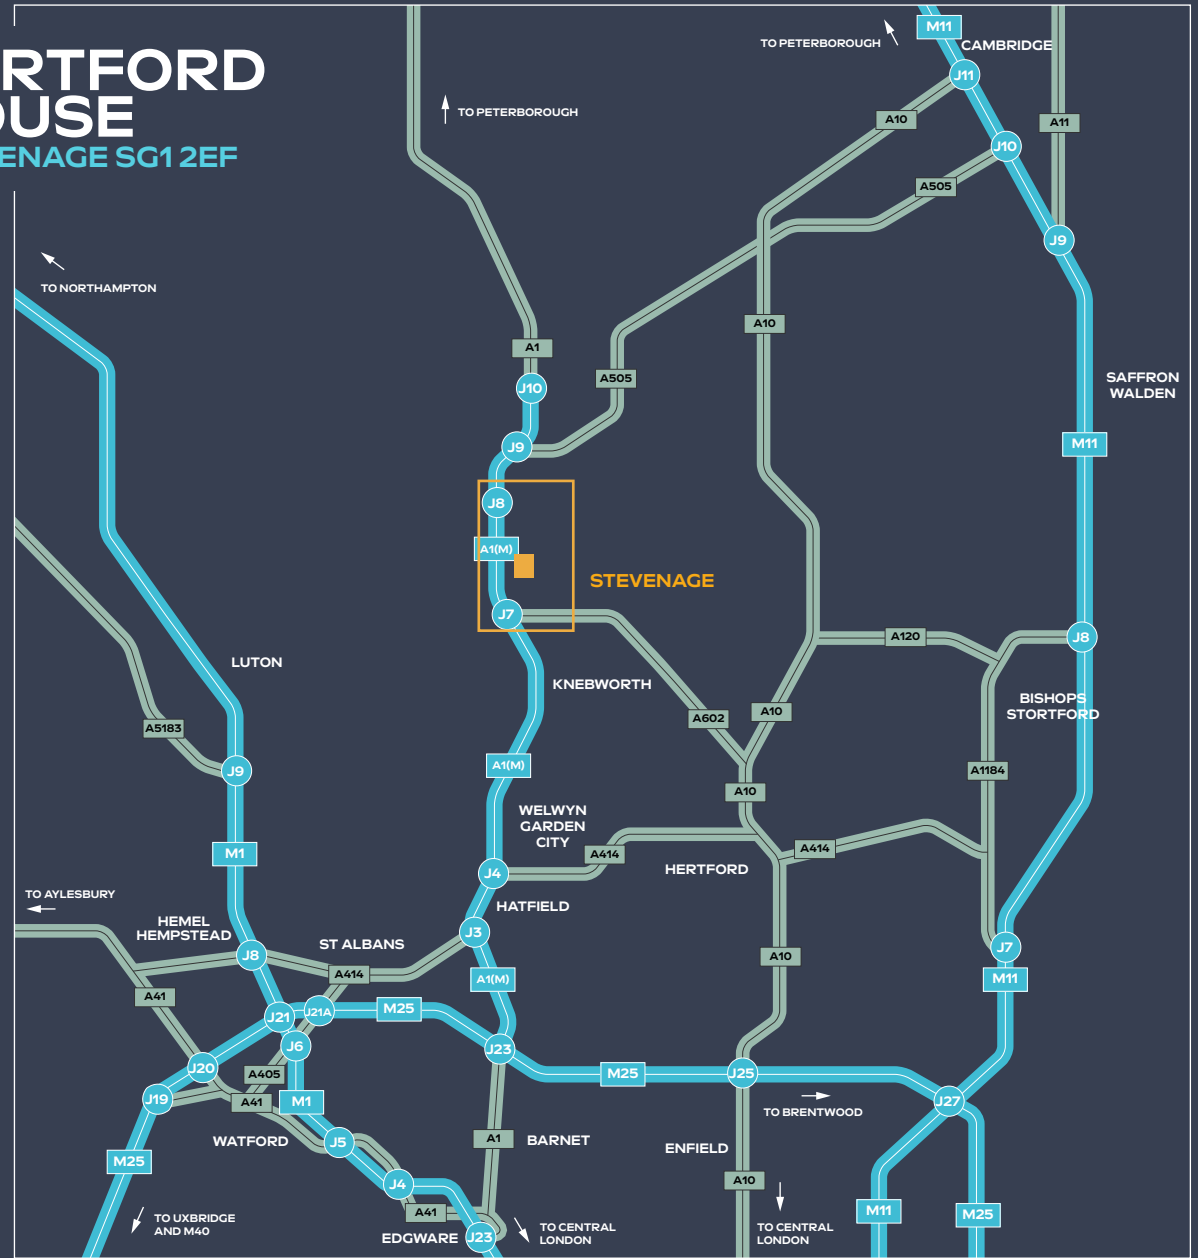 RTFORD
OUSE
ENAGE SG1 2EF
TO PETERBOROUGH
M11
CAMBRIDGE
J11
TO PETERBOROUGH
A10
A11
J10
A505
J9
TO NORTHAMPTON
A10
A1
A505
J10
SAFFRON
WALDEN
J9
M11
J8
A1(M)
STEVENAGE
J7
A120
J8
LUTON
KNEBWORTH
BISHOPS
STORTFORD
A5183
A602
A10
J9
A1(M)
A1184
A10
WELWYN
GARDEN
CITY
M1
A414
A414
J4
HERTFORD
TO AYLESBURY
HATFIELD
HEMEL
HEMPSTEAD
ST ALBANS
J3
J8
J7
A414
A10
A1(M)
M11
A41
J21
J21A
M25
J6
J23
J20
A405
M25
J25
J19
A41
M1
J27
TO BRENTWOOD
WATFORD
J5
A1
BARNET
ENFIELD
M25
J4
A10
TO UXBRIDGE
AND M40
A41
M11
M25
EDGWARE
J23
TO CENTRAL
LONDON
TO CENTRAL
LONDON